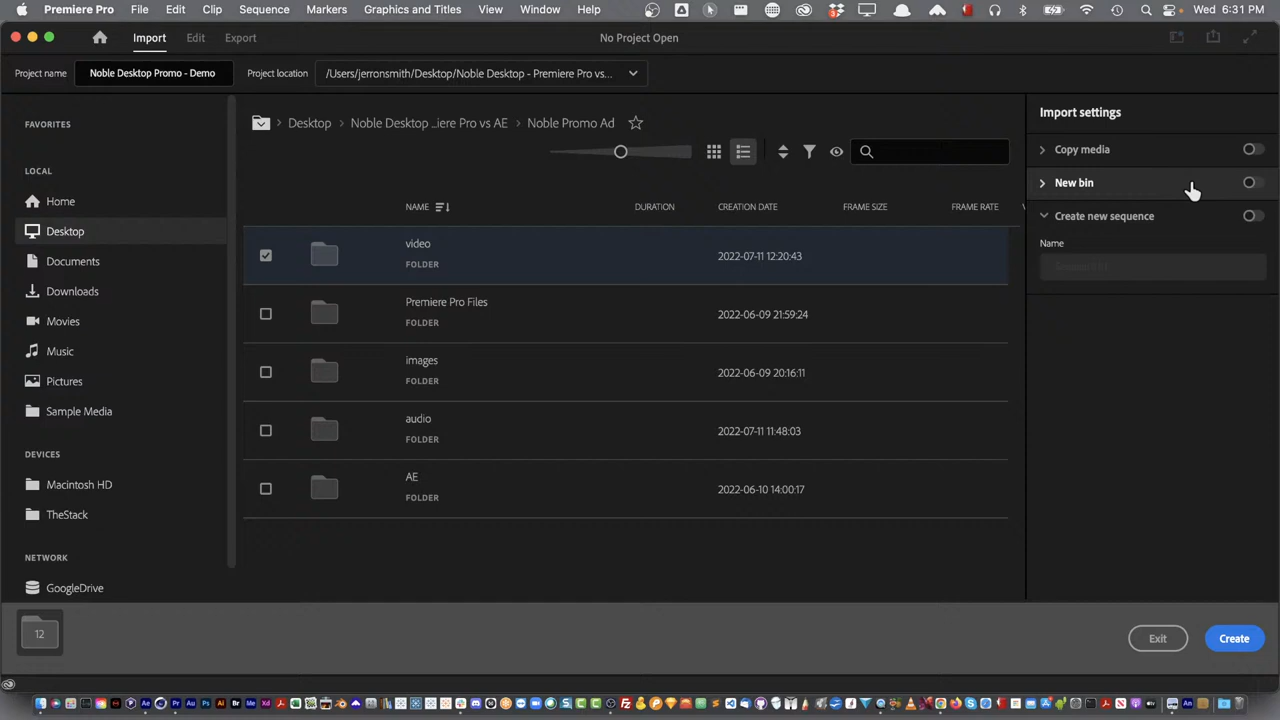 Premiere Pro File Edit Clip Sequence Markers Graphics and Titles View Window Help Wed 6:31 PM
Import Edit Export No Project Open
Project name Noble Desktop Promo - Demo Project location /Users/jerronsmith/Desktop/Noble Desktop - Premiere Pro vs...
FAVORITES
LOCAL
Home
Desktop
Documents
Downloads
Movies
Music
Pictures
Sample Media
DEVICES
Macintosh HD
TheStack
NETWORK
GoogleDrive
Desktop > Noble Desktop ...iere Pro vs AE > Noble Promo Ad
NAME DURATION CREATION DATE FRAME SIZE FRAME RATE
video
FOLDER
2022-07-11 12:20:43
Premiere Pro Files
FOLDER
2022-06-09 21:59:24
images
FOLDER
2022-06-09 20:16:11
audio
FOLDER
2022-07-11 11:48:03
AE
FOLDER
2022-06-10 14:00:17
Import settings
Copy media
New bin
Create new sequence
Name
12
Exit Create